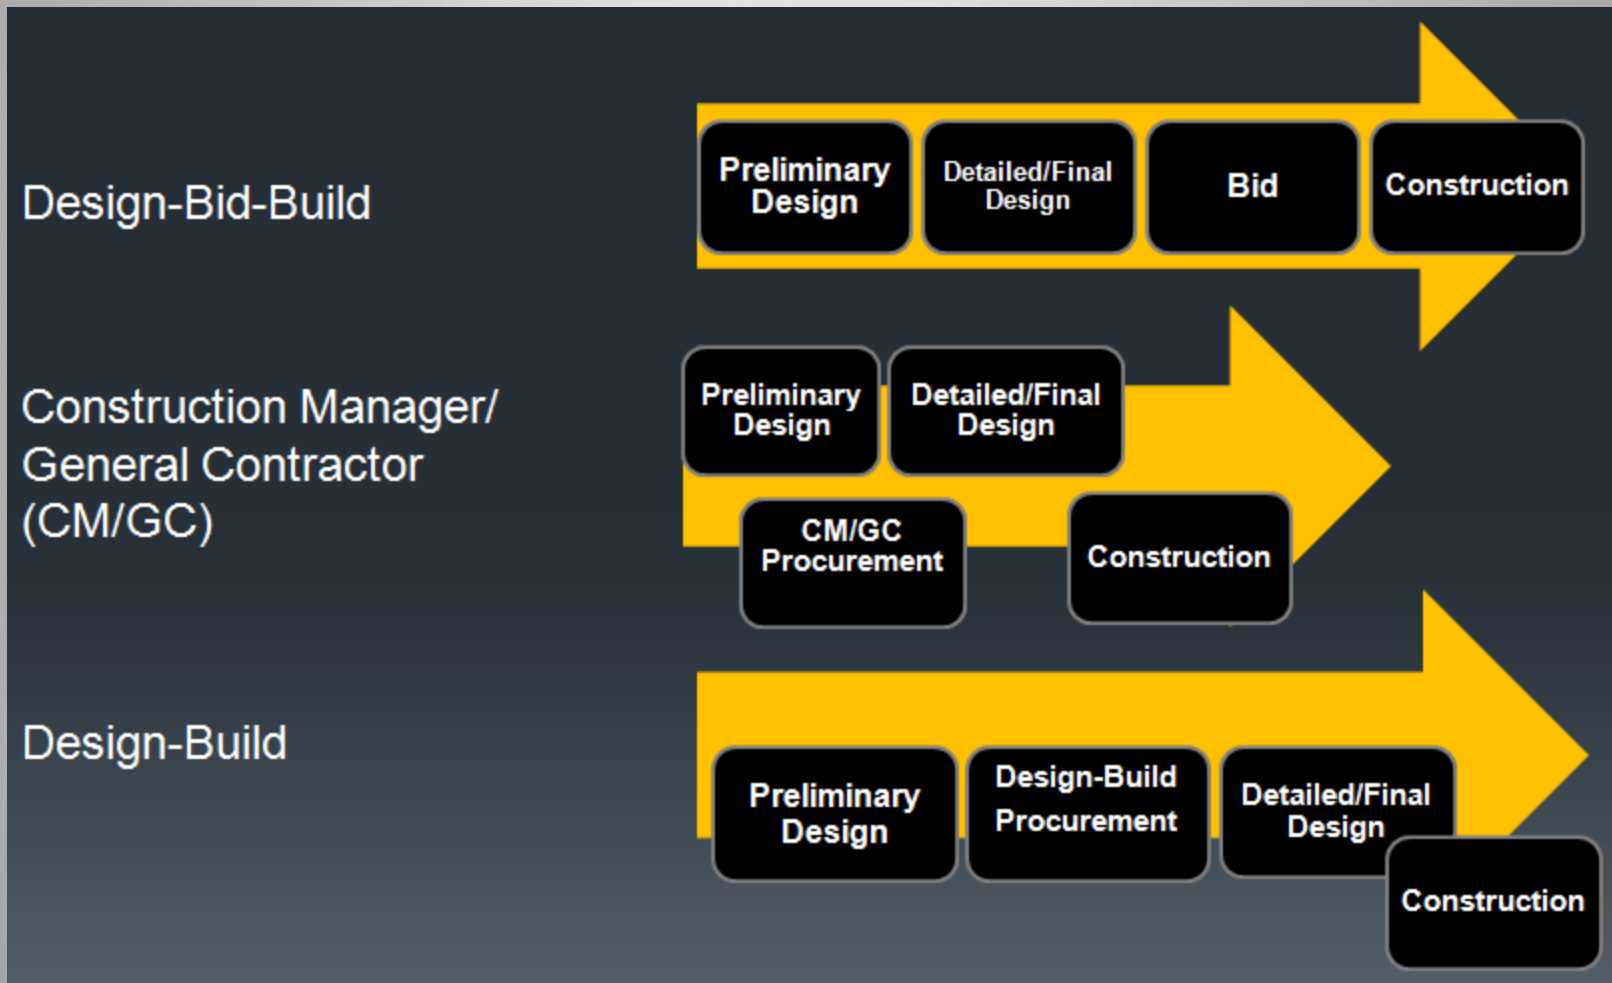 Design-Bid-Build
Preliminary
Design
Detailed/Final
Design
Bid
Construction
Construction Manager/
General Contractor
(CM/GC)
Preliminary
Design
Detailed/Final
Design
CM/GC
Procurement
Construction
Design-Build
Preliminary
Design
Design-Build
Procurement
Detailed/Final
Design
Construction